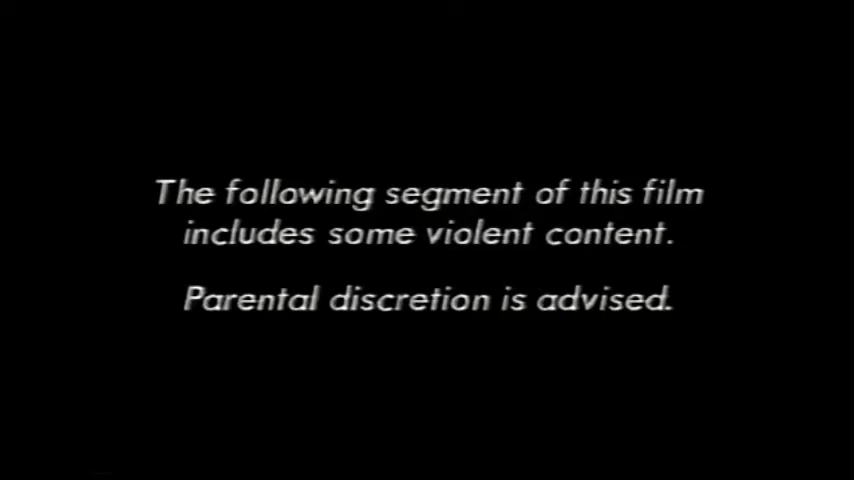 The following segment of this film
includes some violent content.
Parental discretion is advised.